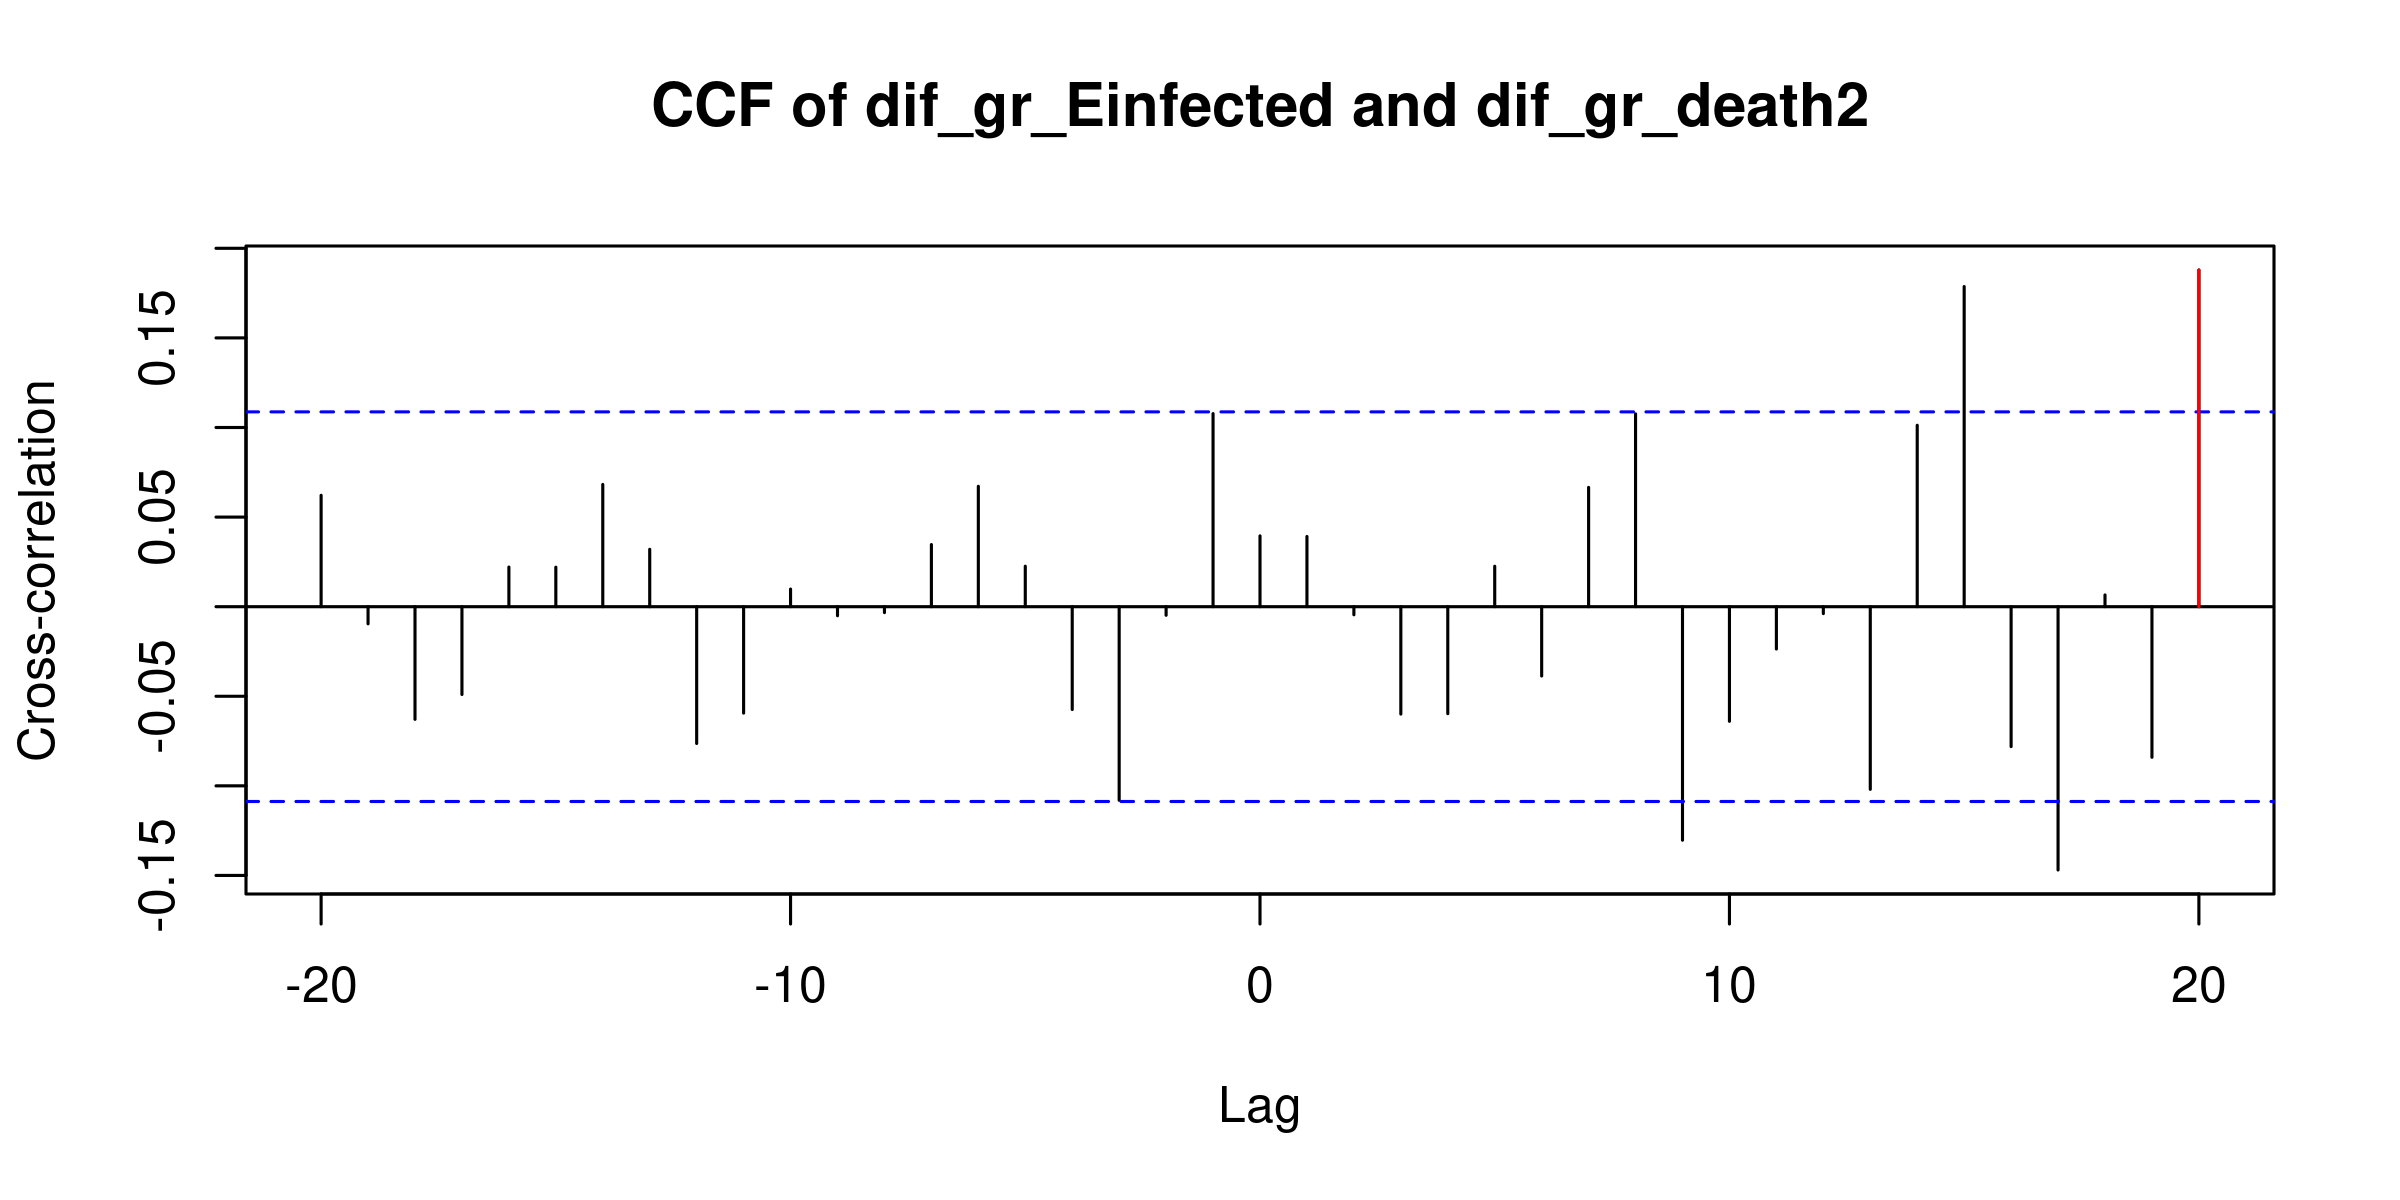 CCF of dif_gr_Einfected and dif_gr_death2
Cross-correlation
0.15
0.05
-0.05
-0.15
-20 -10 0 10 20
Lag